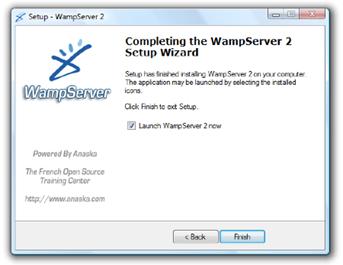 Setup - WampServer 2
Completing the WampServer 2
Setup Wizard
Setup has finished installing WampServer 2 on your computer.
The application may be launched by selecting the installed
icons.
Click Finish to exit Setup.
Launch WampServer 2 now
WampServer
Powered By Anaska
The French Open Source
Training Center
http://www.anaska.com
< Back
Finish